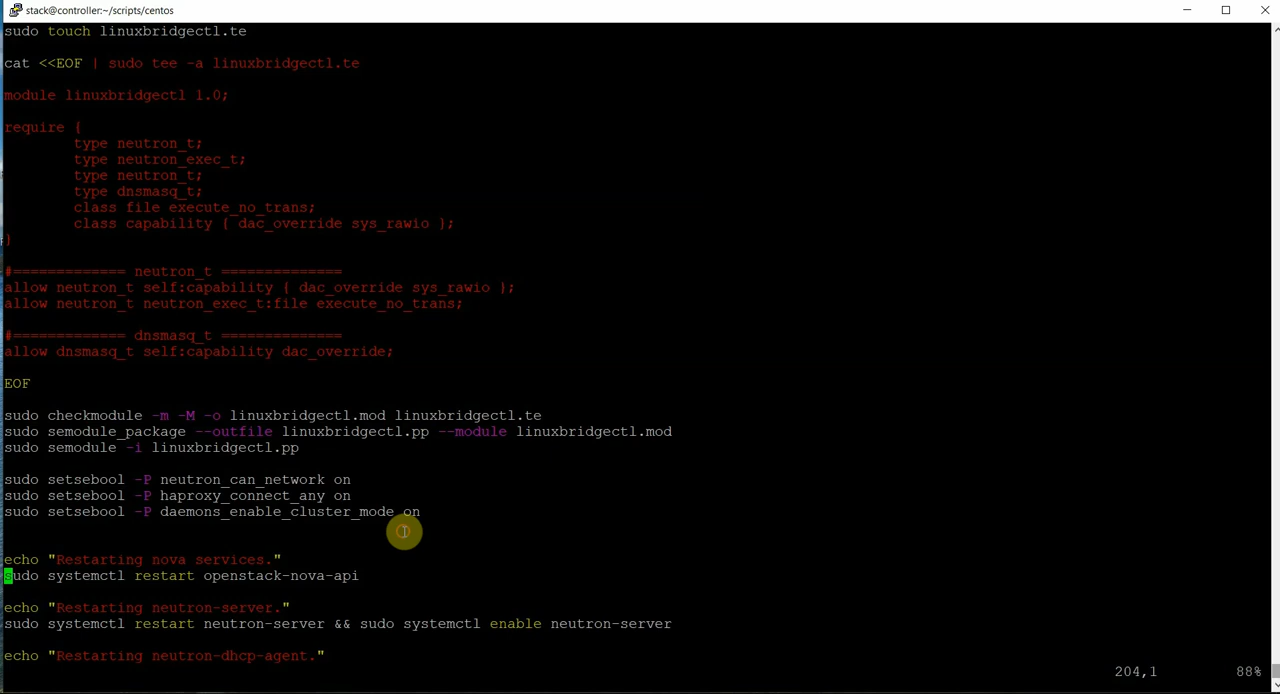 stack@controller:~/scripts/centos
sudo touch linuxbridgectl.te
cat <<EOF | sudo tee -a linuxbridgectl.te
module linuxbridgectl 1.0;
require {
type neutron_t;
type neutron_exec_t;
type neutron_t;
type dnsmasq_t;
class file execute_no_trans;
class capability { dac_override sys_rawio };
}
#============= neutron_t ==============
allow neutron_t self:capability { dac_override sys_rawio };
allow neutron_t neutron_exec_t:file execute_no_trans;
#============= dnsmasq_t ==============
allow dnsmasq_t self:capability dac_override;
EOF
sudo checkmodule -m -M -o linuxbridgectl.mod linuxbridgectl.te
sudo semodule_package --outfile linuxbridgectl.pp --module linuxbridgectl.mod
sudo semodule -i linuxbridgectl.pp
sudo setsebool -P neutron_can_network on
sudo setsebool -P haproxy_connect_any on
sudo setsebool -P daemons_enable_cluster_mode on
echo "Restarting nova services."
sudo systemctl restart openstack-nova-api
echo "Restarting neutron-server."
sudo systemctl restart neutron-server && sudo systemctl enable neutron-server
echo "Restarting neutron-dhcp-agent."
204,1 88%